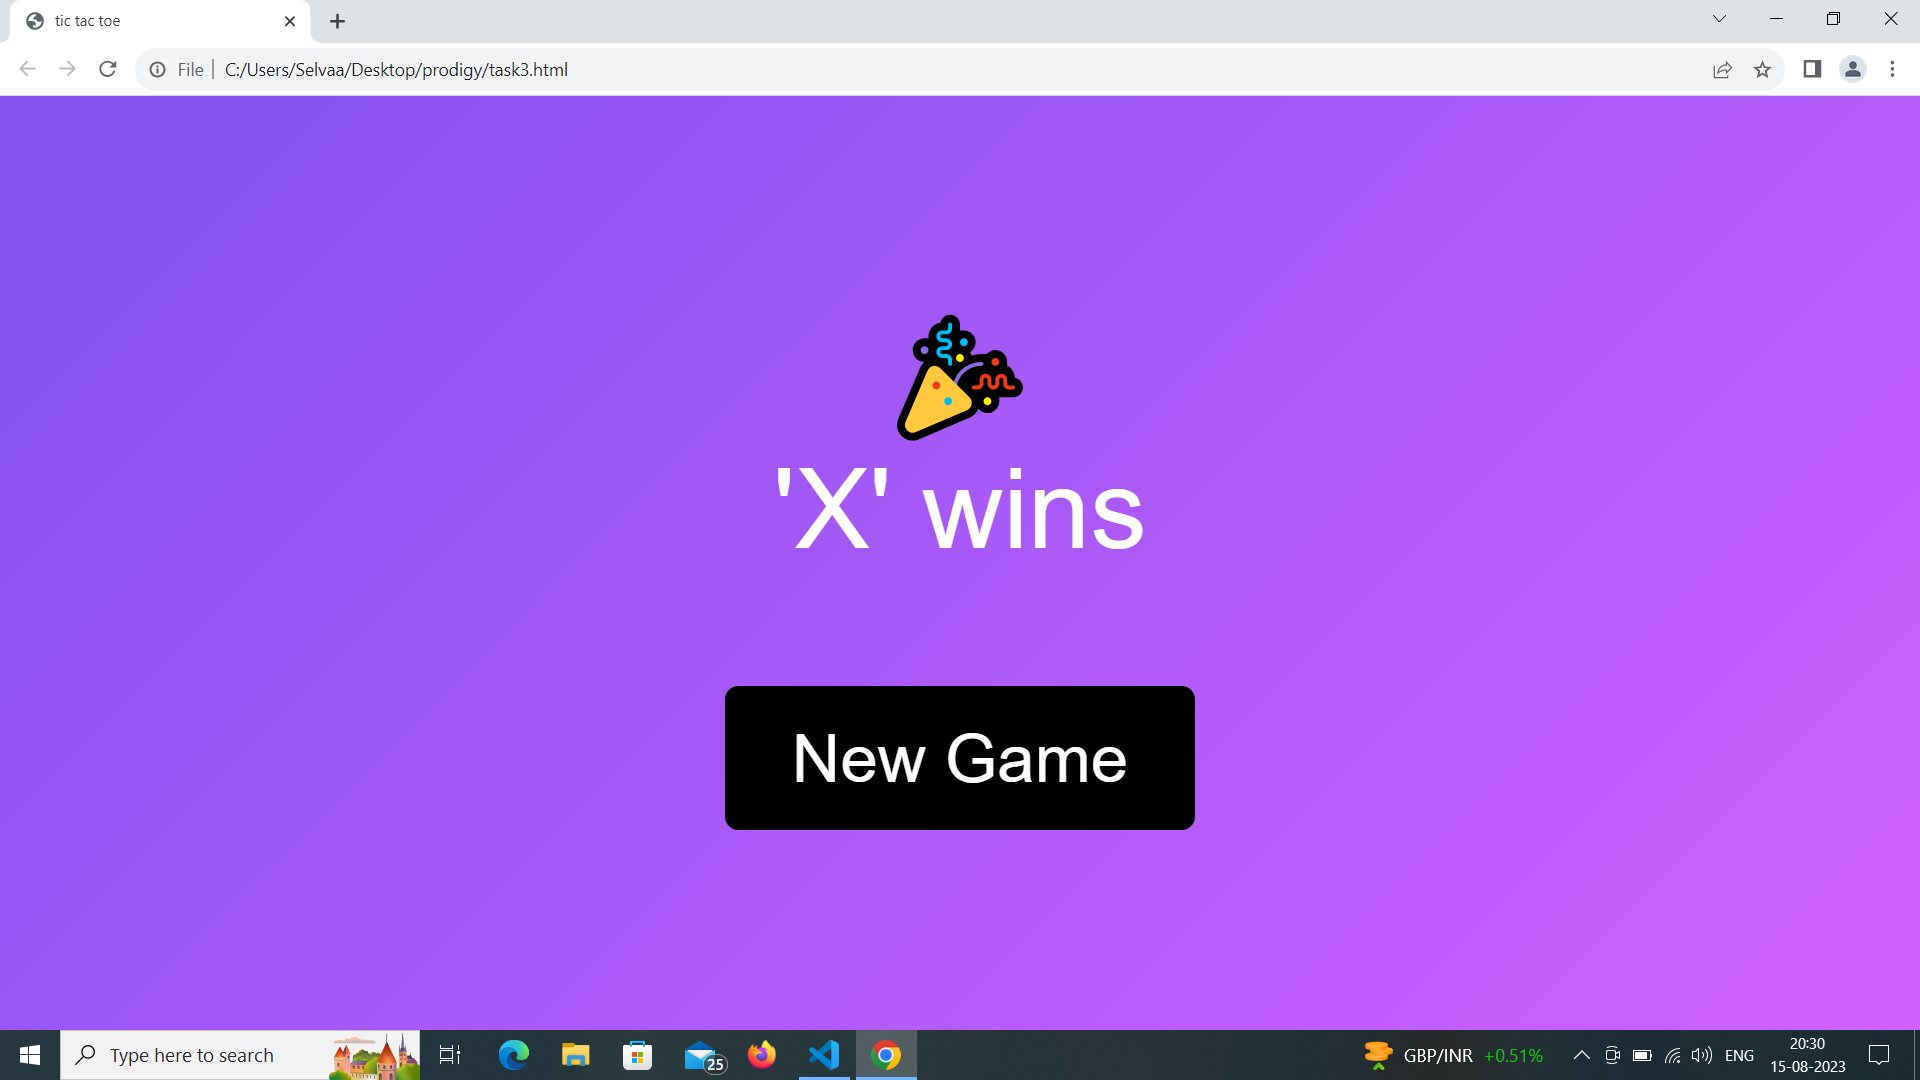 tic tac toe
File
C:/Users/Selvaa/Desktop/prodigy/task3.html
'X' wins
New Game
Type here to search
25
GBP/INR +0.51%
ENG
20:30
15-08-2023